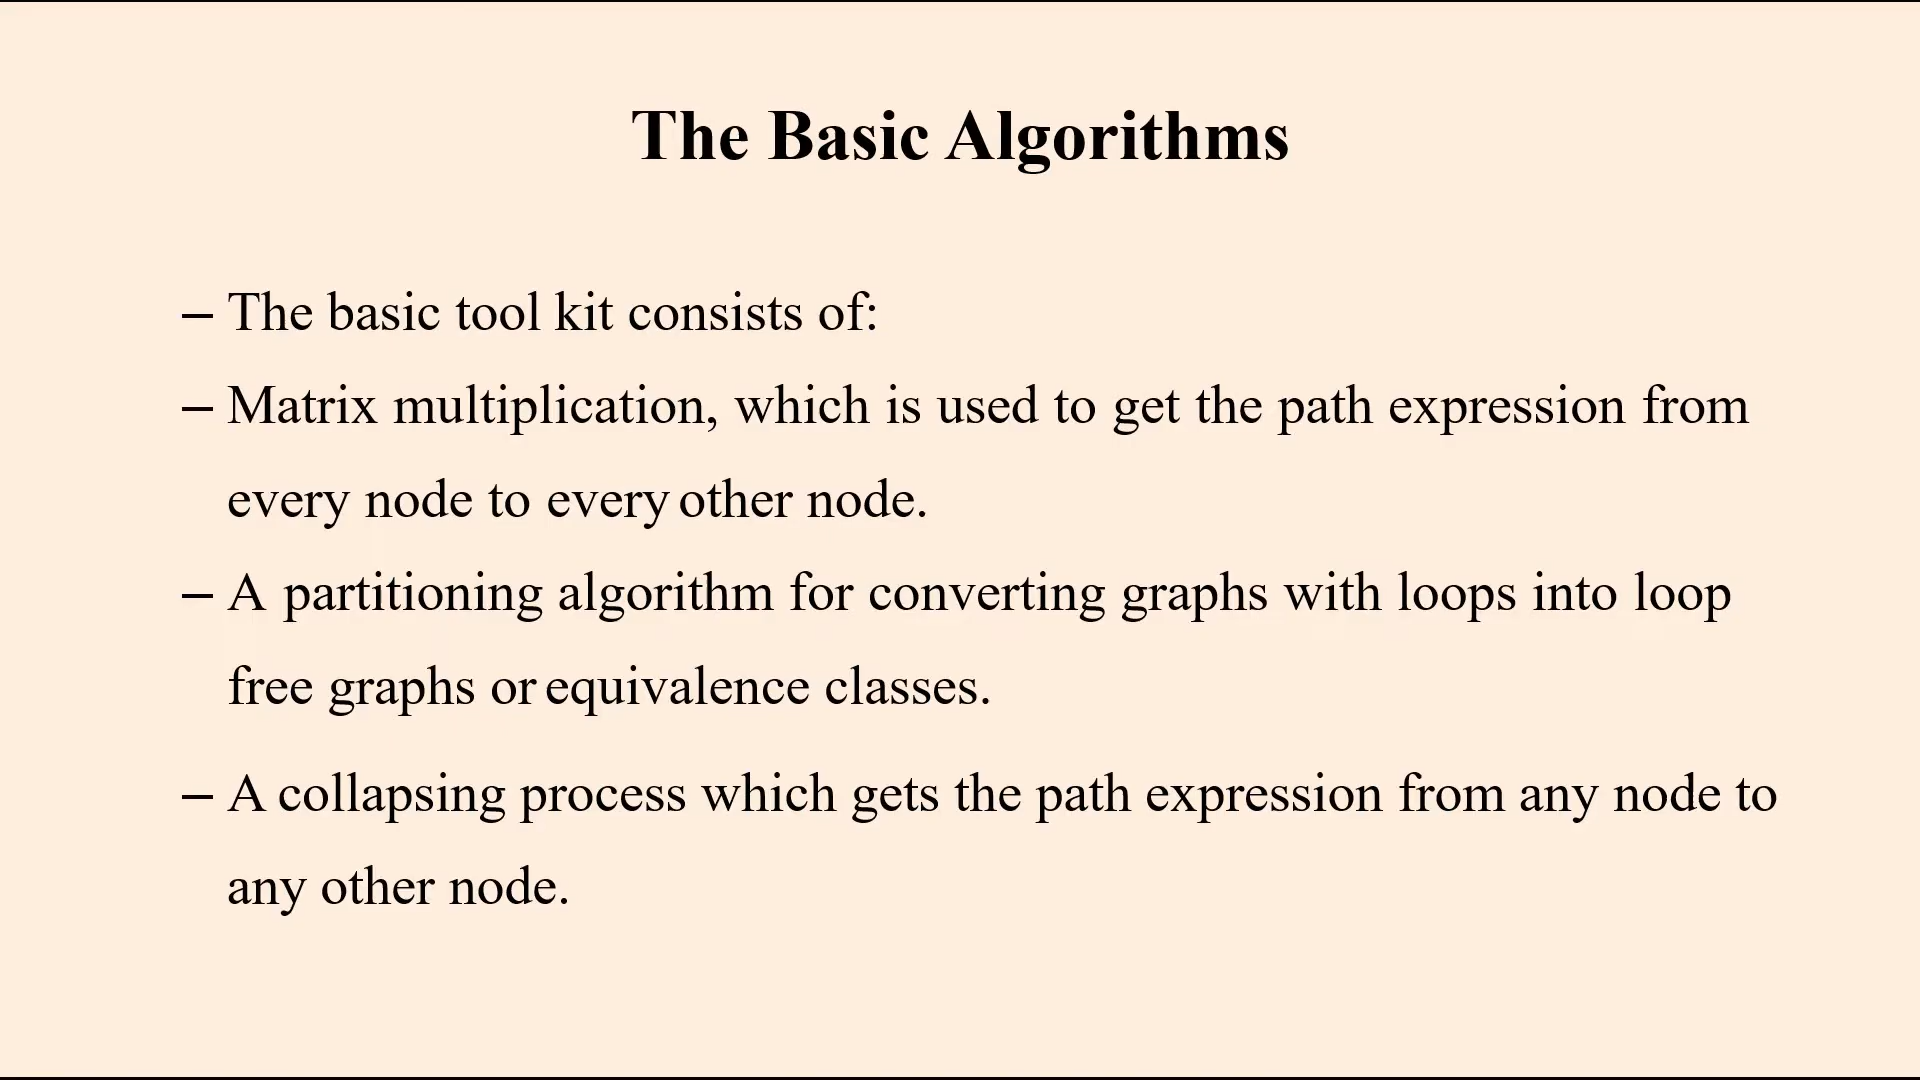 The Basic Algorithms
– The basic tool kit consists of:
– Matrix multiplication, which is used to get the path expression from
every node to every other node.
– A partitioning algorithm for converting graphs with loops into loop
free graphs or equivalence classes.
– A collapsing process which gets the path expression from any node to
any other node.